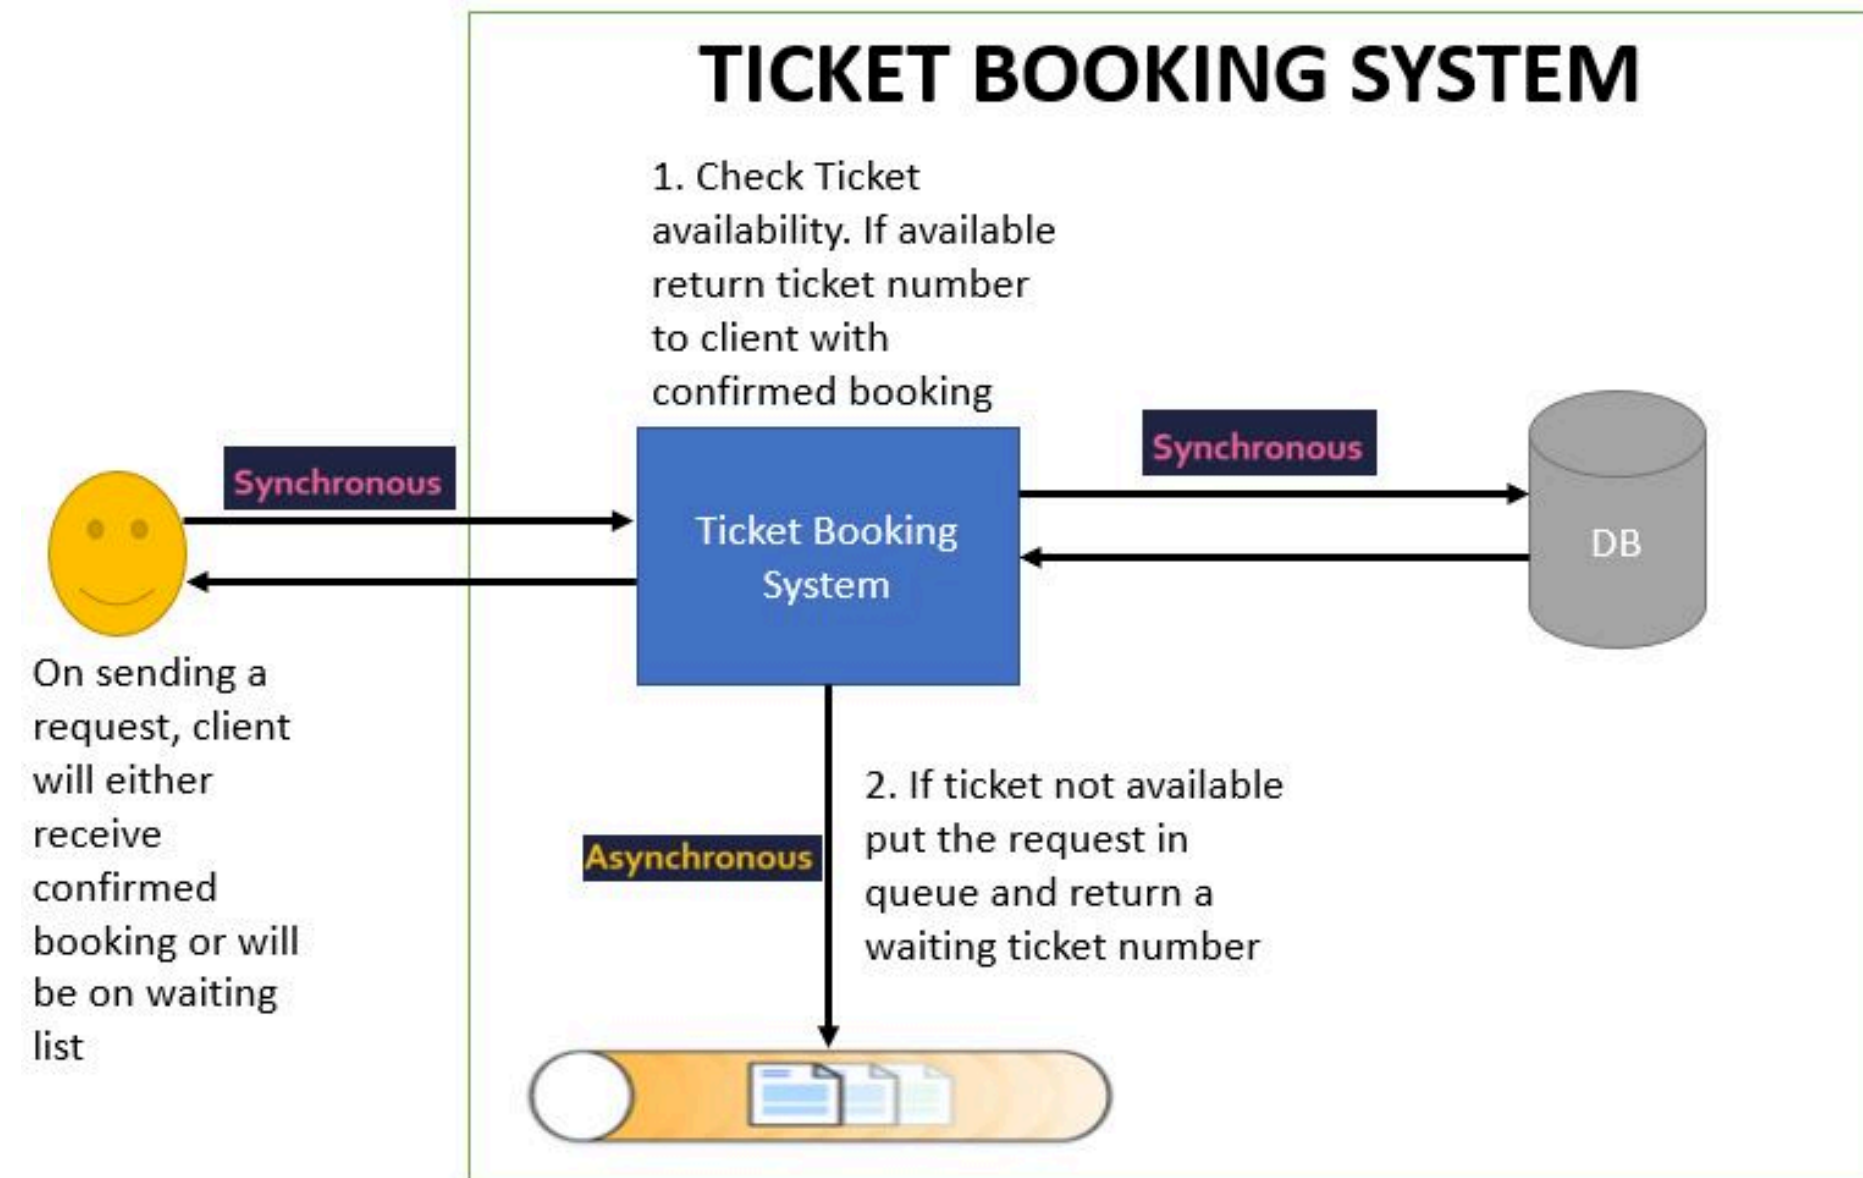 TICKET BOOKING SYSTEM
1. Check Ticket
availability. If available
return ticket number
to client with
confirmed booking
Synchronous
Synchronous
Ticket Booking
System
DB
On sending a
request, client
will either
receive
confirmed
booking or will
be on waiting
list
2. If ticket not available
put the request in
queue and return a
waiting ticket number
Asynchronous